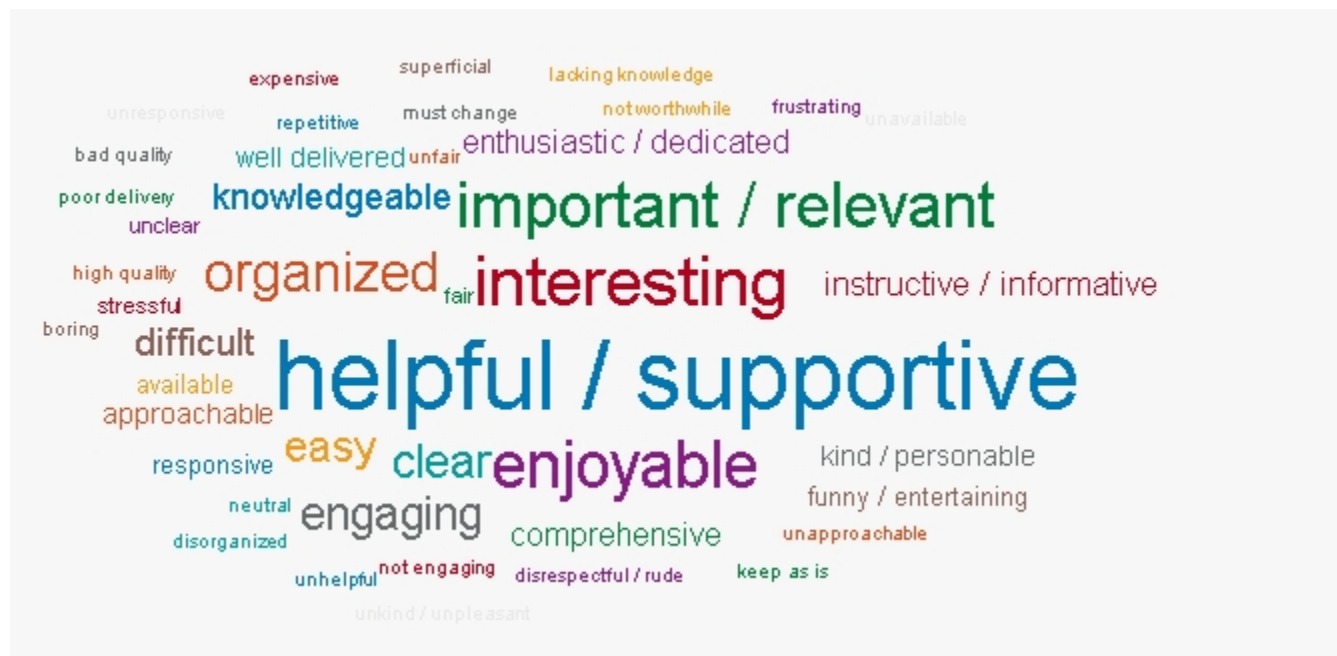 superficial
expensive
lacking knowledge
unresponsive
repetitive
must change
not worthwhile
frustrating
unavailable
enthusiastic / dedicated
bad quality
well delivered
unfair
poor delivery
knowledgeable
important / relevant
unclear
high quality
organized
fair
interesting
instructive / informative
stressful
boring
difficult
helpful / supportive
available
approachable
easy
clear
enjoyable
kind / personable
responsive
funny / entertaining
neutral
engaging
comprehensive
unapproachable
disorganized
unhelpful
not engaging
disrespectful / rude
keep as is
unkind / unpleasant